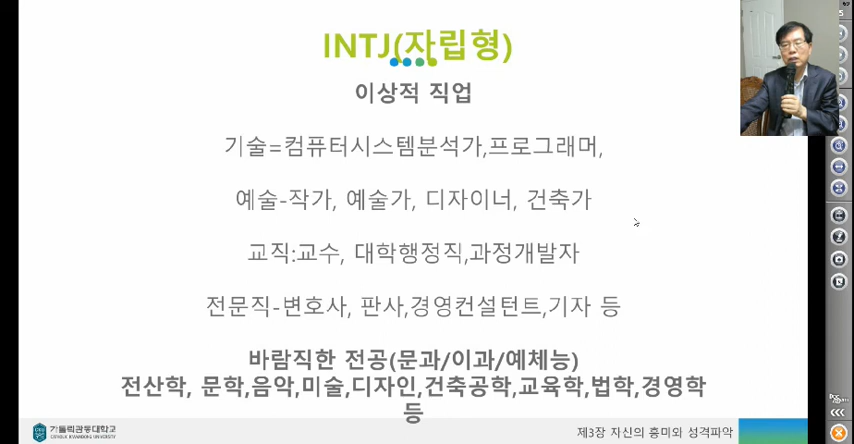 INTJ(자립형)
이상적 직업
기술=컴퓨터시스템분석가,프로그래머,
예술-작가, 예술가, 디자이너, 건축가
교직:교수, 대학행정직,과정개발자
전문직-변호사, 판사,경영컨설턴트,기자 등
바람직한 전공(문과/이과/예체능)
전산학, 문학,음악,미술,디자인,건축공학,교육학,법학,경영학
등
가톨릭관동대학교
CATHOLIC KWANDONG UNIVERSITY
제3장 자신의 흥미와 성격파악